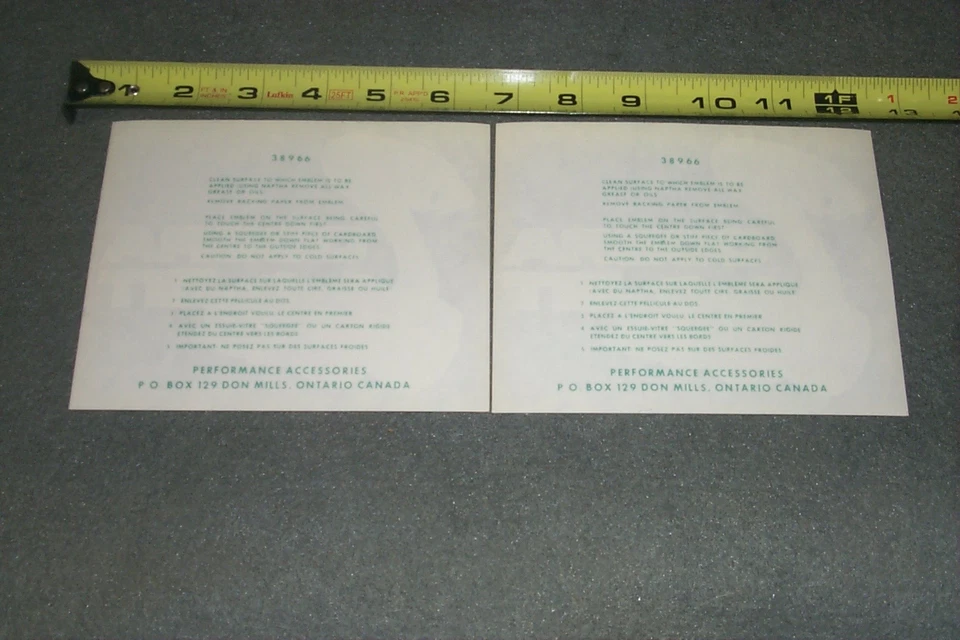 1 2 3 4 5 6 7 8 9 10 11 1F 1 2
FT & IN INCHES Lufkin 12 13
38966
CLEAN SURFACE TO WHICH EMBLEM IS TO BE
APPLIED (USING NAPTHA REMOVE ALL WAX
GREASE OR OILS
REMOVE BACKING PAPER FROM EMBLEM
PLACE EMBLEM ON THE SURFACE BEING CAREFUL
TO TOUCH THE CENTRE DOWN FIRST
USING A SQUEEGEE OR STIFF PIECE OF CARDBOARD
SMOOTH THE EMBLEM DOWN FLAT WORKING FROM
THE CENTRE TO THE OUTSIDE EDGES
CAUTION: DO NOT APPLY TO COLD SURFACES
1 NETTOYEZ LA SURFACE SUR LAQUELLE L'EMBLÈME SERA APPLIQUE
(AVEC DU NAPTHA, ENLEVEZ TOUTE CIRE, GRAISSE OU HUILE)
2 ENLEVEZ CETTE PELLICULE AU DOS.
3 PLACEZ A L'ENDROIT VOULU, LE CENTRE EN PREMIER
4 AVEC UN ESSUIE-VITRE "SQUEEGEE" OU UN CARTON RIGIDE
ETENDEZ DU CENTRE VERS LES BORDS
5 IMPORTANT: NE POSEZ PAS SUR DES SURFACES FROIDES
PERFORMANCE ACCESSORIES
P.O. BOX 129 DON MILLS, ONTARIO CANADA
38966
CLEAN SURFACE TO WHICH EMBLEM IS TO BE
APPLIED (USING NAPTHA REMOVE ALL WAX
GREASE OR OILS
REMOVE BACKING PAPER FROM EMBLEM
PLACE EMBLEM ON THE SURFACE BEING CAREFUL
TO TOUCH THE CENTRE DOWN FIRST
USING A SQUEEGEE OR STIFF PIECE OF CARDBOARD
SMOOTH THE EMBLEM DOWN FLAT WORKING FROM
THE CENTRE TO THE OUTSIDE EDGES
CAUTION: DO NOT APPLY TO COLD SURFACES
1 NETTOYEZ LA SURFACE SUR LAQUELLE L'EMBLÈME SERA APPLIQUE
(AVEC DU NAPTHA, ENLEVEZ TOUTE CIRE, GRAISSE OU HUILE)
2 ENLEVEZ CETTE PELLICULE AU DOS
3 PLACEZ A L'ENDROIT VOULU, LE CENTRE EN PREMIER
4 AVEC UN ESSUIE-VITRE "SQUEEGEE" OU UN CARTON RIGIDE
ETENDEZ DU CENTRE VERS LES BORDS
5 IMPORTANT: NE POSEZ PAS SUR DES SURFACES FROIDES
PERFORMANCE ACCESSORIES
P.O. BOX 129 DON MILLS, ONTARIO CANADA